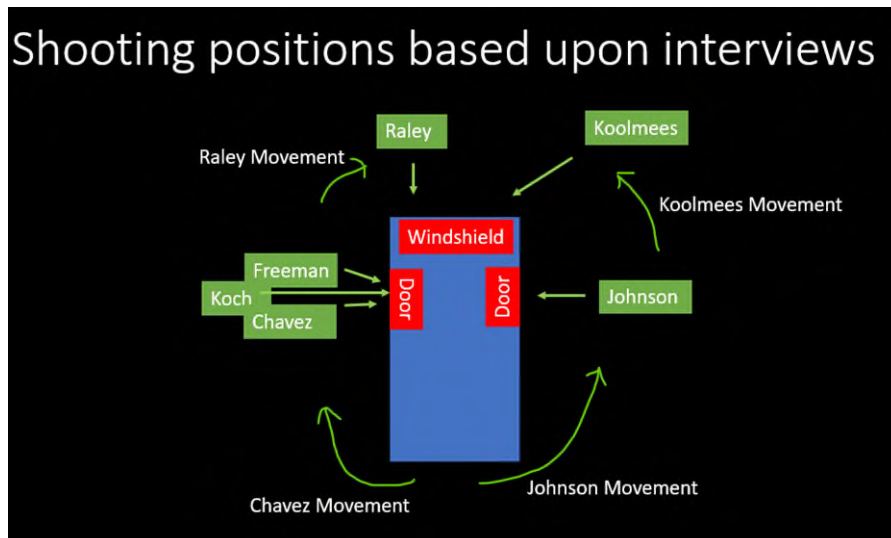 Shooting positions based upon interviews
Raley
Koolmees
Raley Movement
Koolmees Movement
Windshield
Freeman
Koch
Chavez
Door
Door
Johnson
Chavez Movement
Johnson Movement